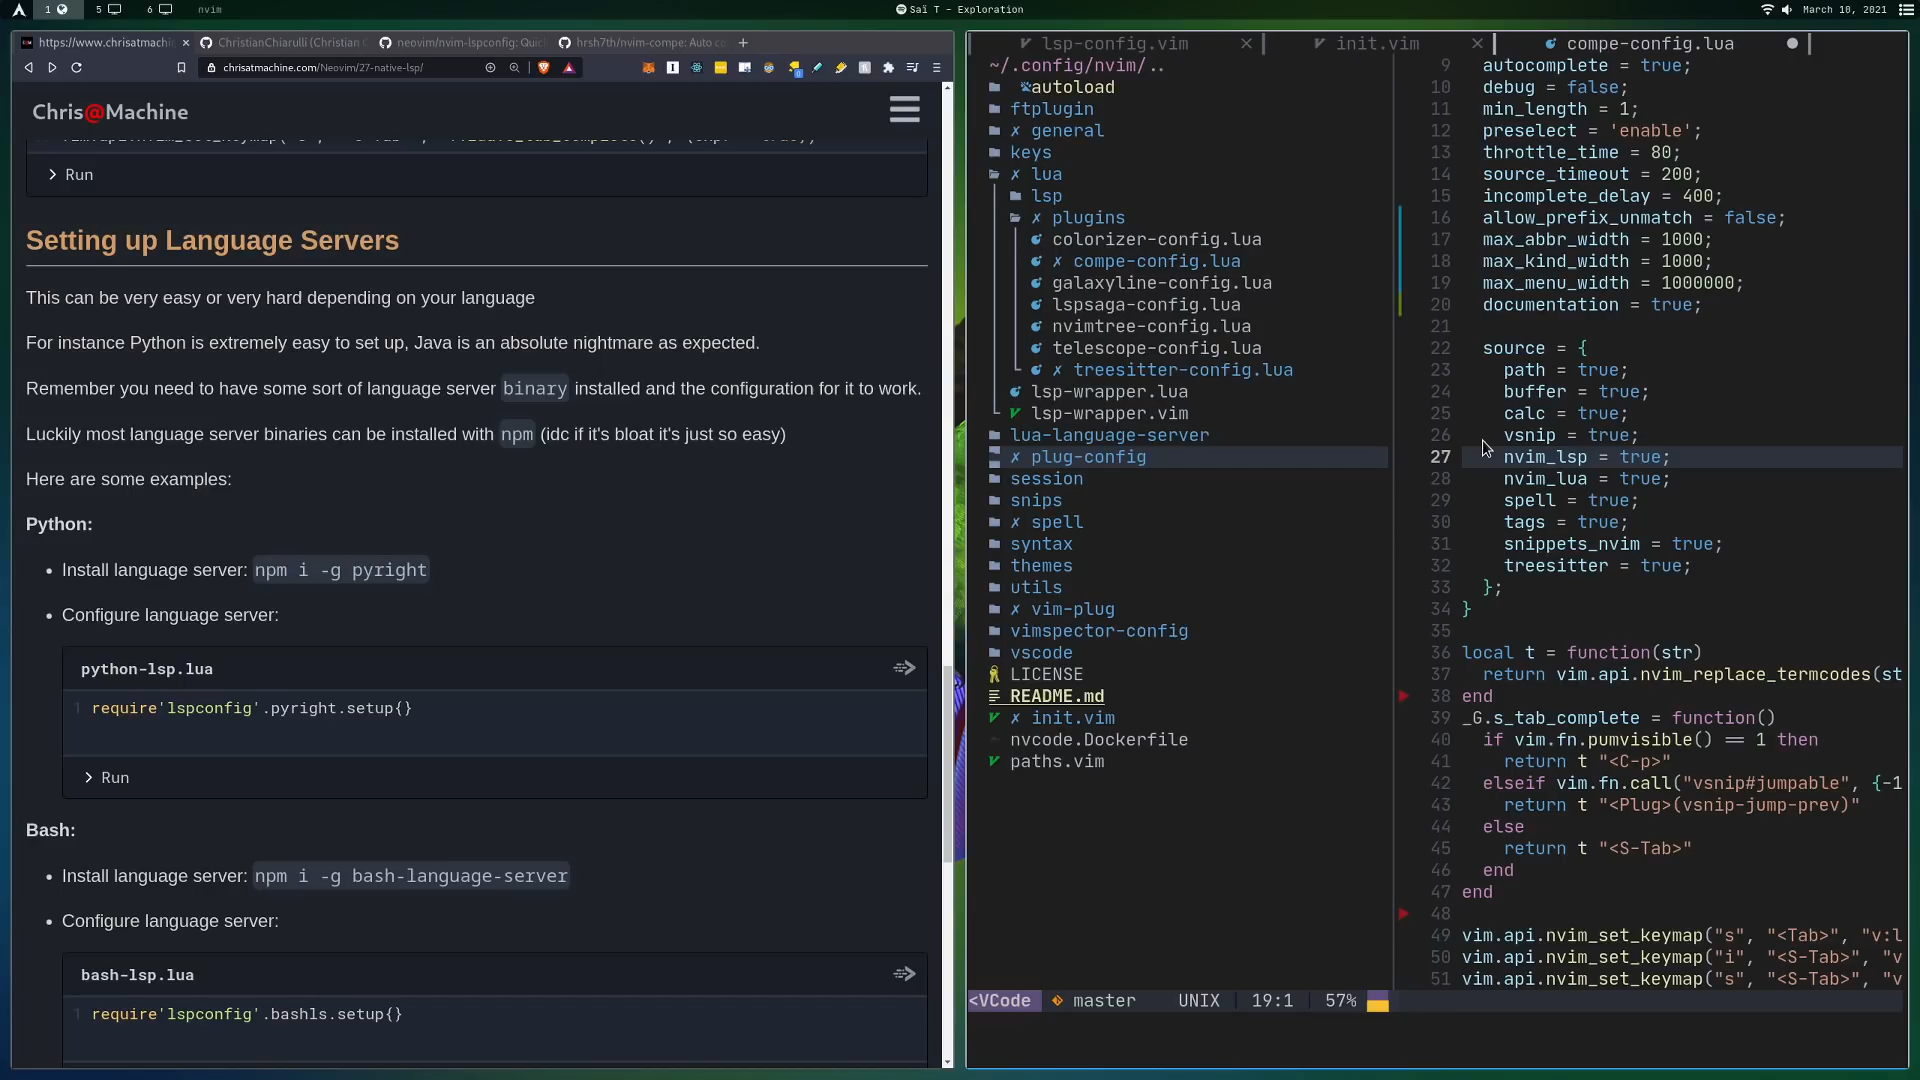 1
5
6
nvim
Saï T - Exploration
March 10, 2021
https://www.chrisatmachi
ChristianChiarulli (Christian C
neovim/nvim-lspconfig: Quic
hrsh7th/nvim-compe: Auto co
chrisatmachine.com/Neovim/27-native-lsp/
Chris@Machine
Run
Setting up Language Servers
This can be very easy or very hard depending on your language
For instance Python is extremely easy to set up, Java is an absolute nightmare as expected.
Remember you need to have some sort of language server binary installed and the configuration for it to work.
Luckily most language server binaries can be installed with npm (idc if it's bloat it's just so easy)
Here are some examples:
Python:
Install language server: npm i -g pyright
Configure language server:
python-lsp.lua
1 require'lspconfig'.pyright.setup{}
Run
Bash:
Install language server: npm i -g bash-language-server
Configure language server:
bash-lsp.lua
1 require'lspconfig'.bashls.setup{}
lsp-config.vim
init.vim
compe-config.lua
~/.config/nvim/..
autoload
ftplugin
✗ general
keys
✗ lua
lsp
✗ plugins
colorizer-config.lua
✗ compe-config.lua
galaxyline-config.lua
lspsaga-config.lua
nvimtree-config.lua
telescope-config.lua
✗ treesitter-config.lua
lsp-wrapper.lua
lsp-wrapper.vim
lua-language-server
✗ plug-config
session
snips
✗ spell
syntax
themes
utils
✗ vim-plug
vimspector-config
vscode
LICENSE
README.md
✗ init.vim
nvcode.Dockerfile
paths.vim
9 autocomplete = true;
10 debug = false;
11 min_length = 1;
12 preselect = 'enable';
13 throttle_time = 80;
14 source_timeout = 200;
15 incomplete_delay = 400;
16 allow_prefix_unmatch = false;
17 max_abbr_width = 1000;
18 max_kind_width = 1000;
19 max_menu_width = 1000000;
20 documentation = true;
21
22 source = {
23 path = true;
24 buffer = true;
25 calc = true;
26 vsnip = true;
27 nvim_lsp = true;
28 nvim_lua = true;
29 spell = true;
30 tags = true;
31 snippets_nvim = true;
32 treesitter = true;
33 };
34 }
35
36 local t = function(str)
37 return vim.api.nvim_replace_termcodes(st
38 end
39 _G.s_tab_complete = function()
40 if vim.fn.pumvisible() == 1 then
41 return t "<C-p>"
42 elseif vim.fn.call("vsnip#jumpable", {-1
43 return t "<Plug>(vsnip-jump-prev)"
44 else
45 return t "<S-Tab>"
46 end
47 end
48
49 vim.api.nvim_set_keymap("s", "<Tab>", "v:l
50 vim.api.nvim_set_keymap("i", "<S-Tab>", "v
51 vim.api.nvim_set_keymap("s", "<S-Tab>", "v
<VCode master UNIX 19:1 57%